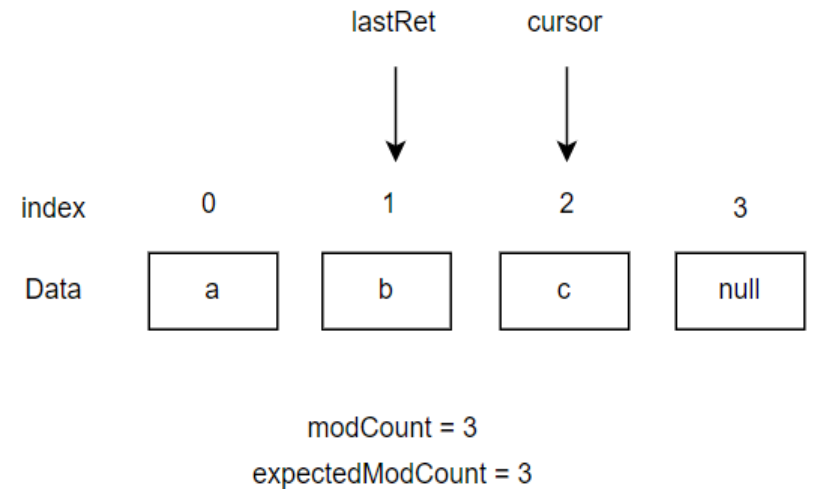 lastRet cursor
index 0 1 2 3
Data a b c null
modCount = 3
expectedModCount = 3